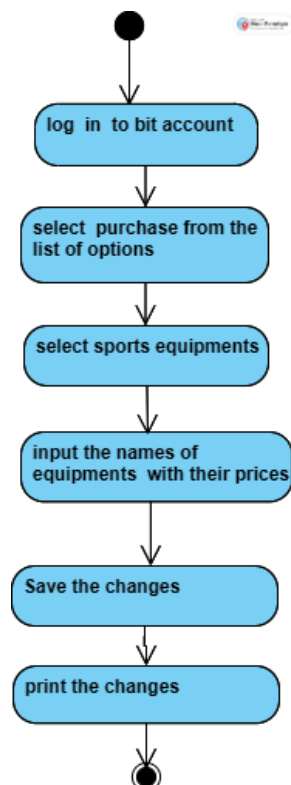 log in to bit account
select purchase from the
list of options
select sports equipments
input the names of
equipments with their prices
Save the changes
print the changes